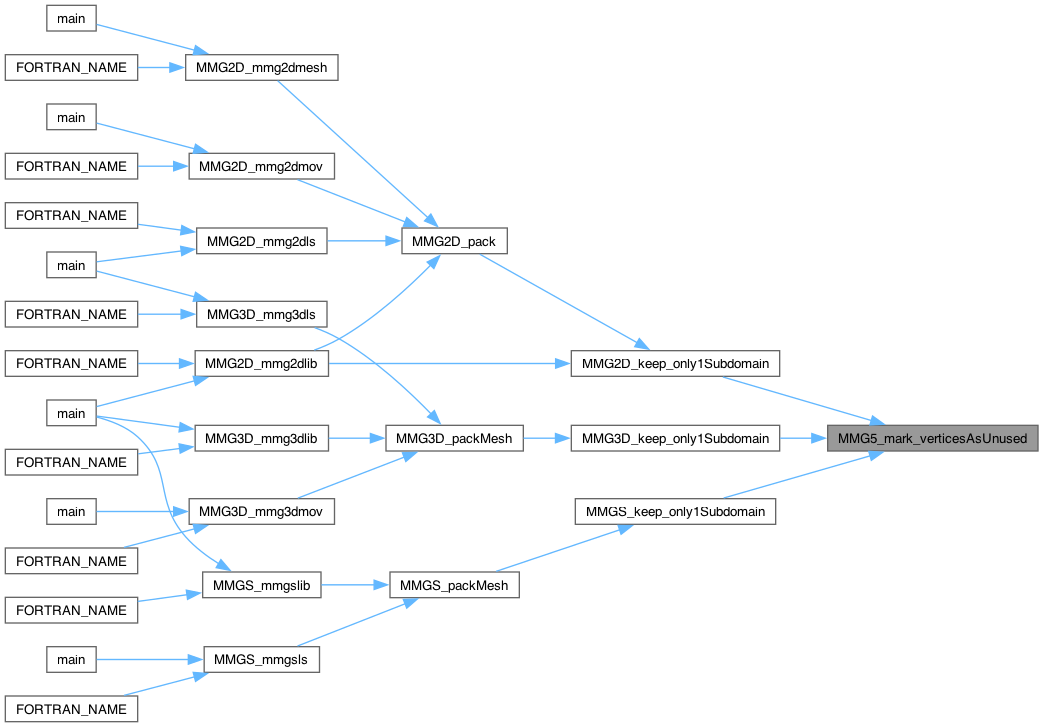 main
FORTRAN_NAME
MMG2D_mmg2dmesh
main
FORTRAN_NAME
MMG2D_mmg2dmov
FORTRAN_NAME
MMG2D_mmg2dls
MMG2D_pack
main
FORTRAN_NAME
MMG3D_mmg3dls
FORTRAN_NAME
MMG2D_mmg2dlib
MMG2D_keep_only1Subdomain
main
MMG3D_mmg3dlib
MMG3D_packMesh
MMG3D_keep_only1Subdomain
MMG5_mark_verticesAsUnused
FORTRAN_NAME
main
MMG3D_mmg3dmov
MMGS_keep_only1Subdomain
FORTRAN_NAME
MMGS_mmgslib
MMGS_packMesh
FORTRAN_NAME
main
MMGS_mmgsls
FORTRAN_NAME